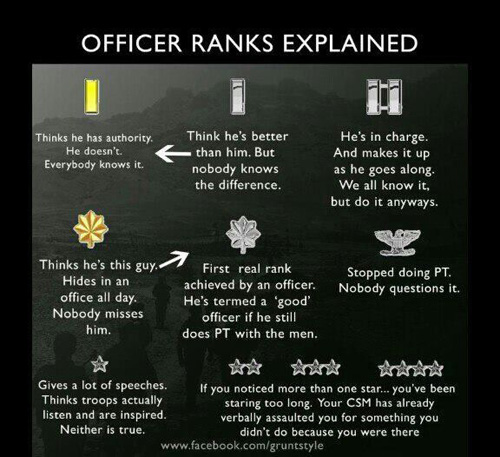 OFFICER RANKS EXPLAINED
Thinks he has authority.
He doesn't.
Everybody knows it.
Think he's better
than him. But
nobody knows
the difference.
He's in charge.
And makes it up
as he goes along.
We all know it,
but do it anyways.
Thinks he's this guy.
Hides in an
office all day.
Nobody misses
him.
First real rank
achieved by an officer.
He's termed a 'good'
officer if he still
does PT with the men.
Stopped doing PT.
Nobody questions it.
Gives a lot of speeches.
Thinks troops actually
listen and are inspired.
Neither is true.
If you noticed more than one star... you've been
staring too long. Your CSM has already
verbally assaulted you for something you
didn't do because you were there
www.facebook.com/gruntstyle